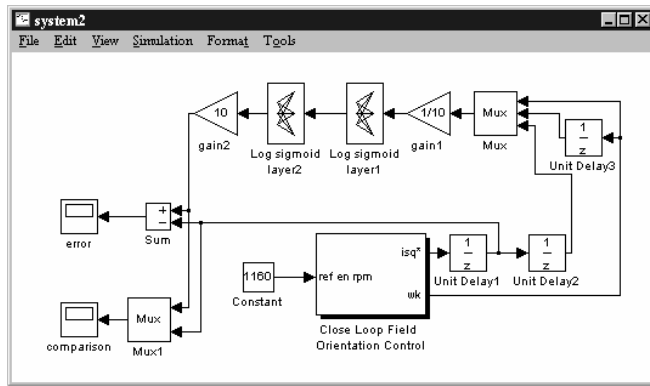 system2
File Edit View Simulation Format Tools
10
gain2
Log sigmoid
layer2
Log sigmoid
layer1
1/10
gain1
Mux
Mux
1
z
Unit Delay3
error
+
−
Sum
1160
Constant
ref en rpm
isq*
wk
Close Loop Field
Orientation Control
1
z
Unit Delay1
1
z
Unit Delay2
comparison
Mux
Mux1